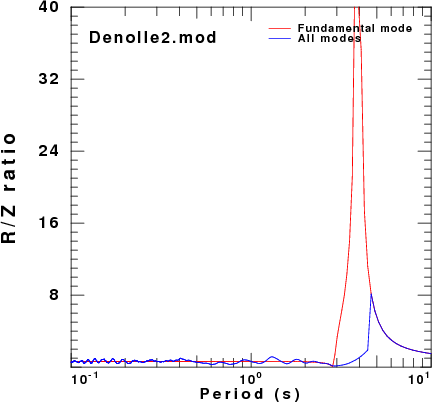 40
Denolle2.mod
Fundamental mode
All modes
32
24
R/Z ratio
16
8
10^-1
10^0
10^1
Period (s)